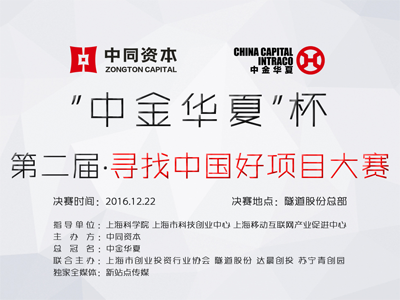 中同资本
ZONGTON CAPITAL
CHINA CAPITAL
INTRACO
中金华夏
"中金华夏"杯
第二届·寻找中国好项目大赛
决赛时间：2016.12.22 决赛地点：隧道股份总部
指导单位：上海科学院 上海市科技创业中心 上海移动互联网产业促进中心
主办方：中同资本
总冠名：中金华夏
联合主办：上海市创业投资行业协会 隧道股份 达晨创投 苏宁青创园
独家全媒体：新站点传媒